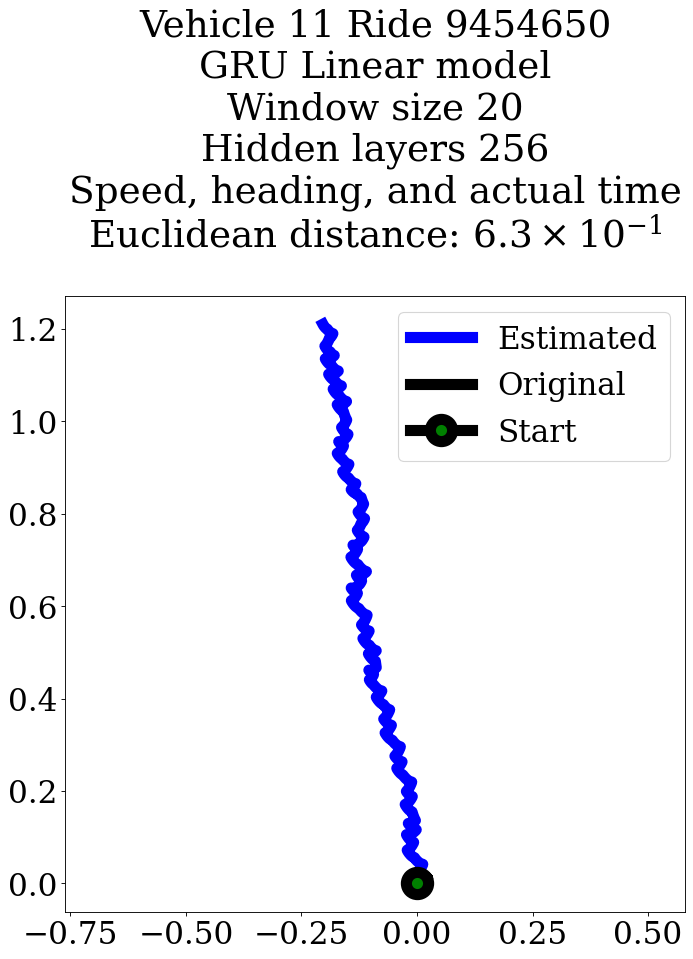 Vehicle 11 Ride 9454650
GRU Linear model
Window size 20
Hidden layers 256
Speed, heading, and actual time
Euclidean distance: 6.3 × 10⁻¹
Estimated
Original
Start
1.2
1.0
0.8
0.6
0.4
0.2
0.0
−0.75 −0.50 −0.25 0.00 0.25 0.50